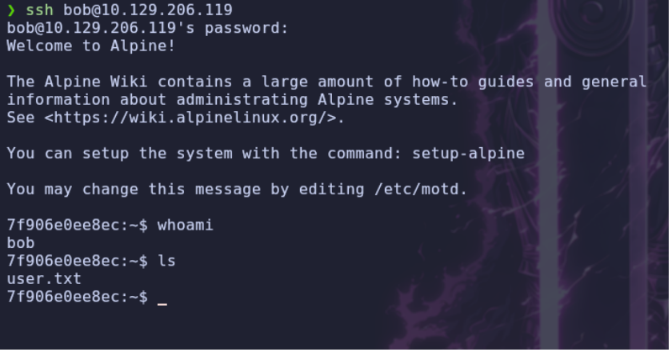 ❯ ssh bob@10.129.206.119
bob@10.129.206.119's password:
Welcome to Alpine!
The Alpine Wiki contains a large amount of how-to guides and general
information about administrating Alpine systems.
See <https://wiki.alpinelinux.org/>.
You can setup the system with the command: setup-alpine
You may change this message by editing /etc/motd.
7f906e0ee8ec:~$ whoami
bob
7f906e0ee8ec:~$ ls
user.txt
7f906e0ee8ec:~$ _